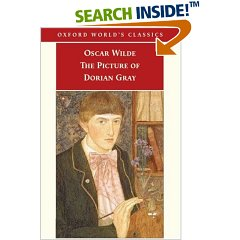 SEARCH INSIDE!™
OXFORD WORLD'S CLASSICS
OSCAR WILDE
THE PICTURE OF
DORIAN GRAY